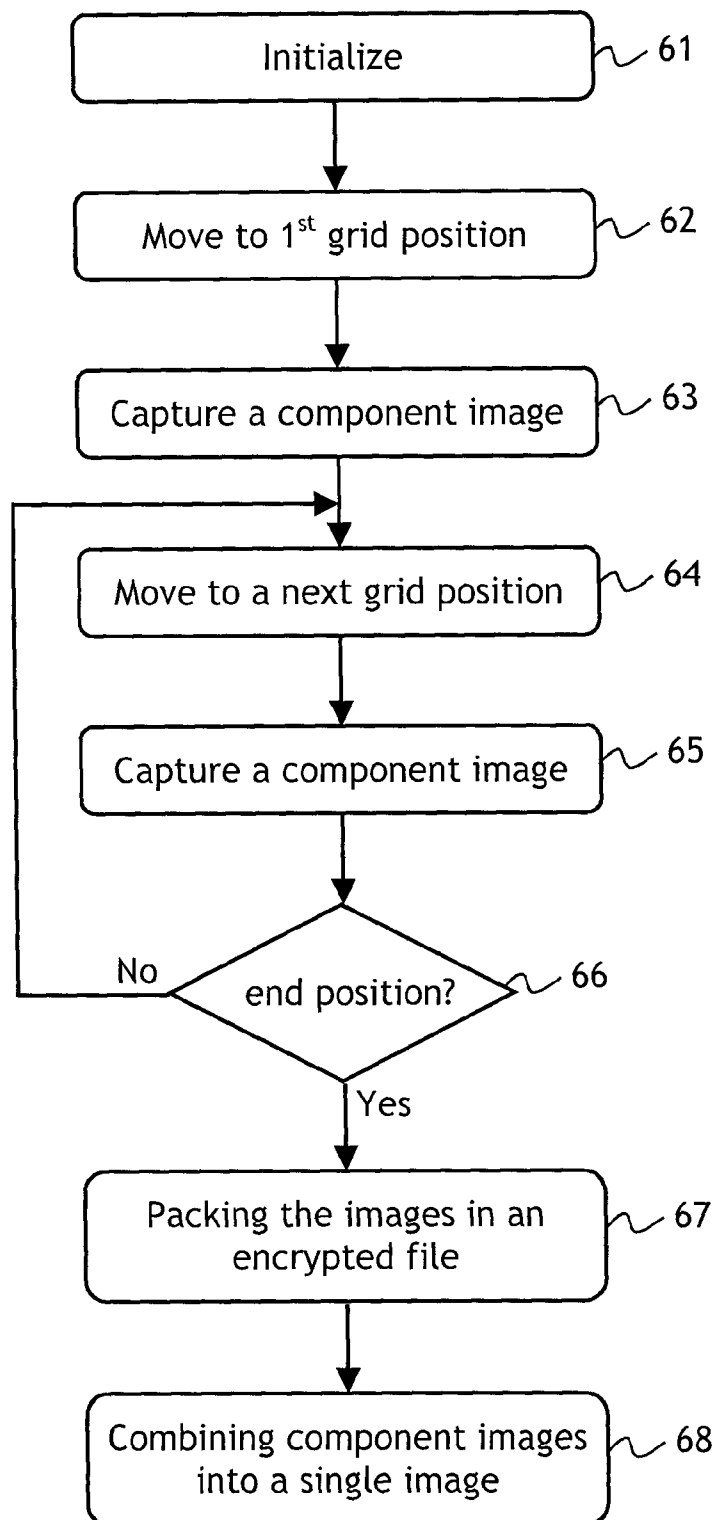 Initialize
61
Move to 1st grid position
62
Capture a component image
63
Move to a next grid position
64
Capture a component image
65
No
end position?
66
Yes
Packing the images in an
encrypted file
67
Combining component images
into a single image
68